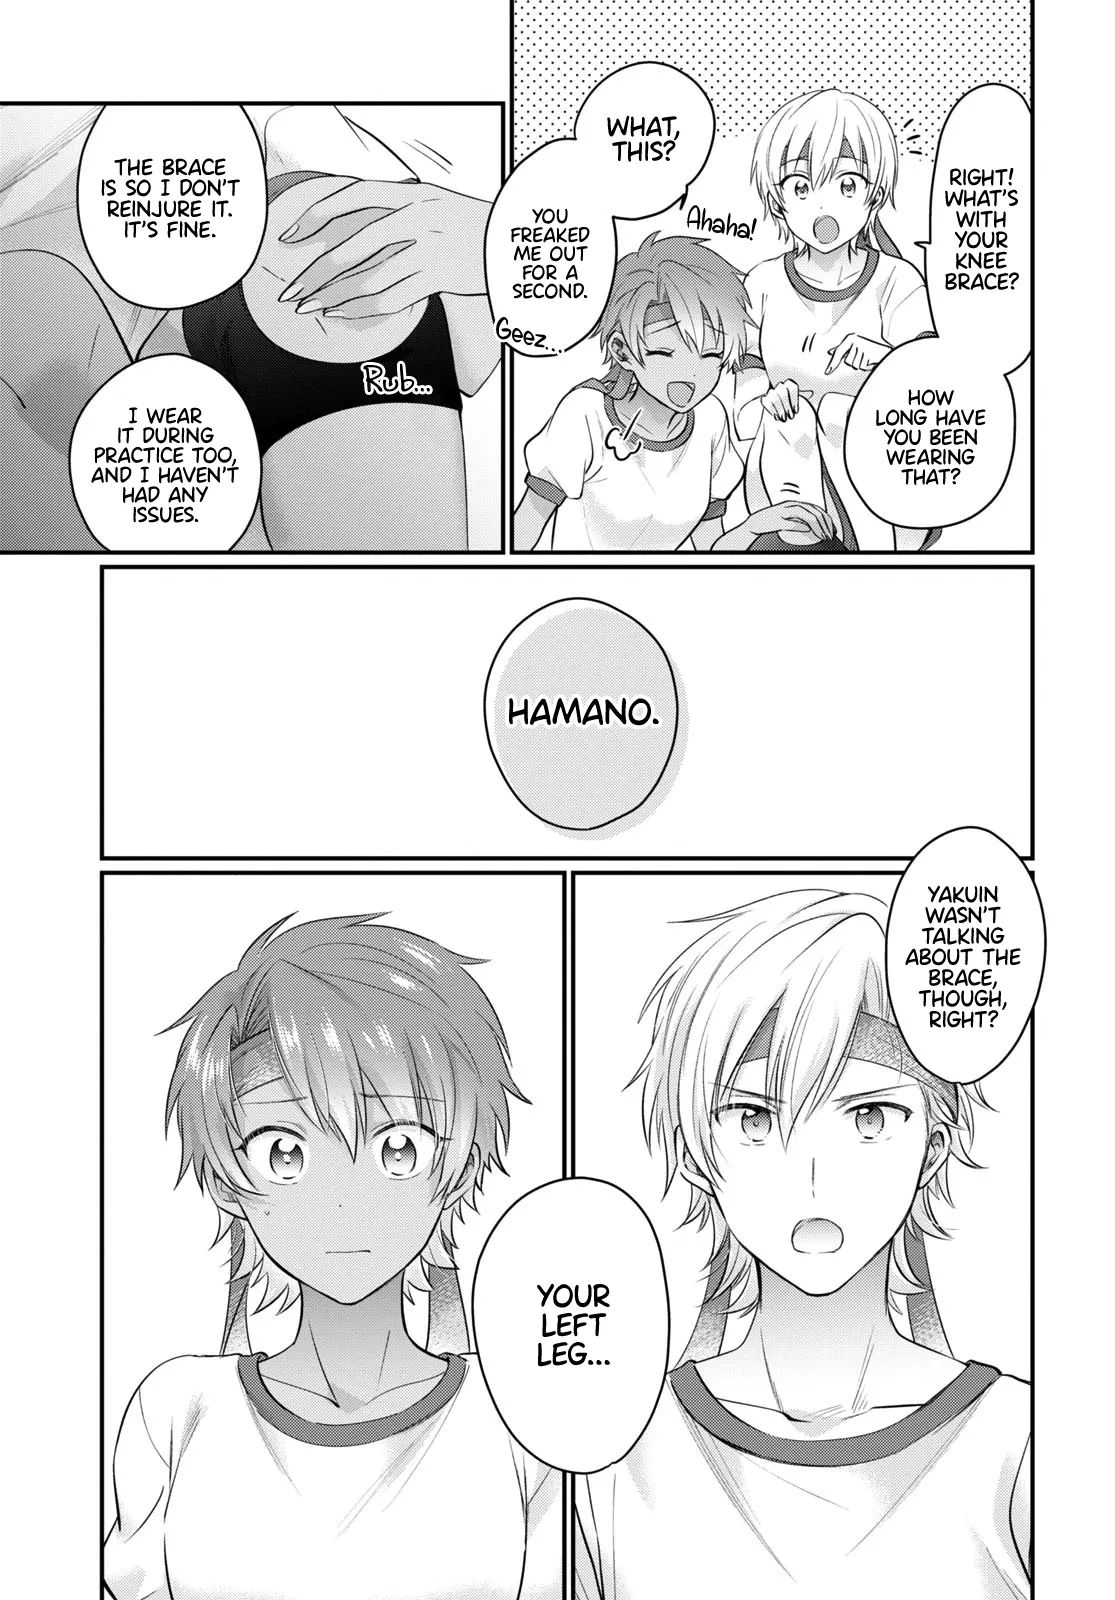 RIGHT!
WHAT'S
WITH
YOUR
KNEE
BRACE?
HOW
LONG HAVE
YOU BEEN
WEARING
THAT?
WHAT,
THIS?
Ahaha!
YOU
FREAKED
ME OUT
FOR A
SECOND.
Geez...
THE BRACE
IS SO I DON'T
REINJURE IT.
IT'S FINE.
Rub...
I WEAR
IT DURING
PRACTICE TOO,
AND I HAVEN'T
HAD ANY
ISSUES.
HAMANO.
YAKUIN
WASN'T
TALKING
ABOUT THE
BRACE,
THOUGH,
RIGHT?
YOUR
LEFT
LEG...